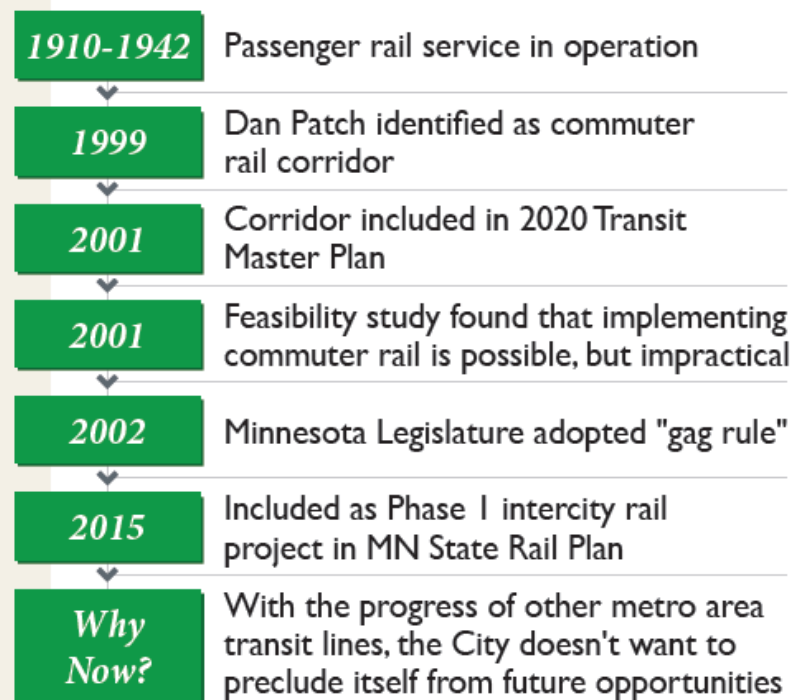 1910-1942
Passenger rail service in operation
1999
Dan Patch identified as commuter
rail corridor
2001
Corridor included in 2020 Transit
Master Plan
2001
Feasibility study found that implementing
commuter rail is possible, but impractical
2002
Minnesota Legislature adopted "gag rule"
2015
Included as Phase 1 intercity rail
project in MN State Rail Plan
Why
Now?
With the progress of other metro area
transit lines, the City doesn't want to
preclude itself from future opportunities